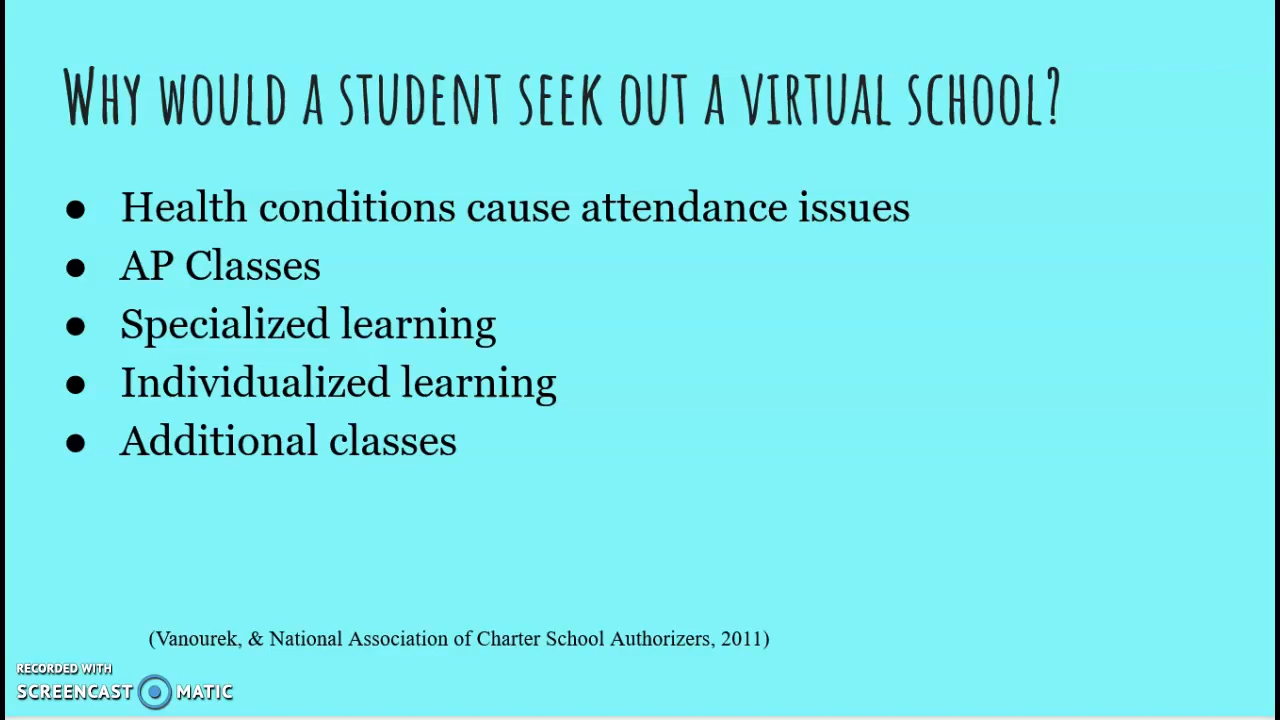 Why would a student seek out a virtual school?
● Health conditions cause attendance issues
● AP Classes
● Specialized learning
● Individualized learning
● Additional classes
(Vanourek, & National Association of Charter School Authorizers, 2011)
RECORDED WITH
SCREENCAST MATIC